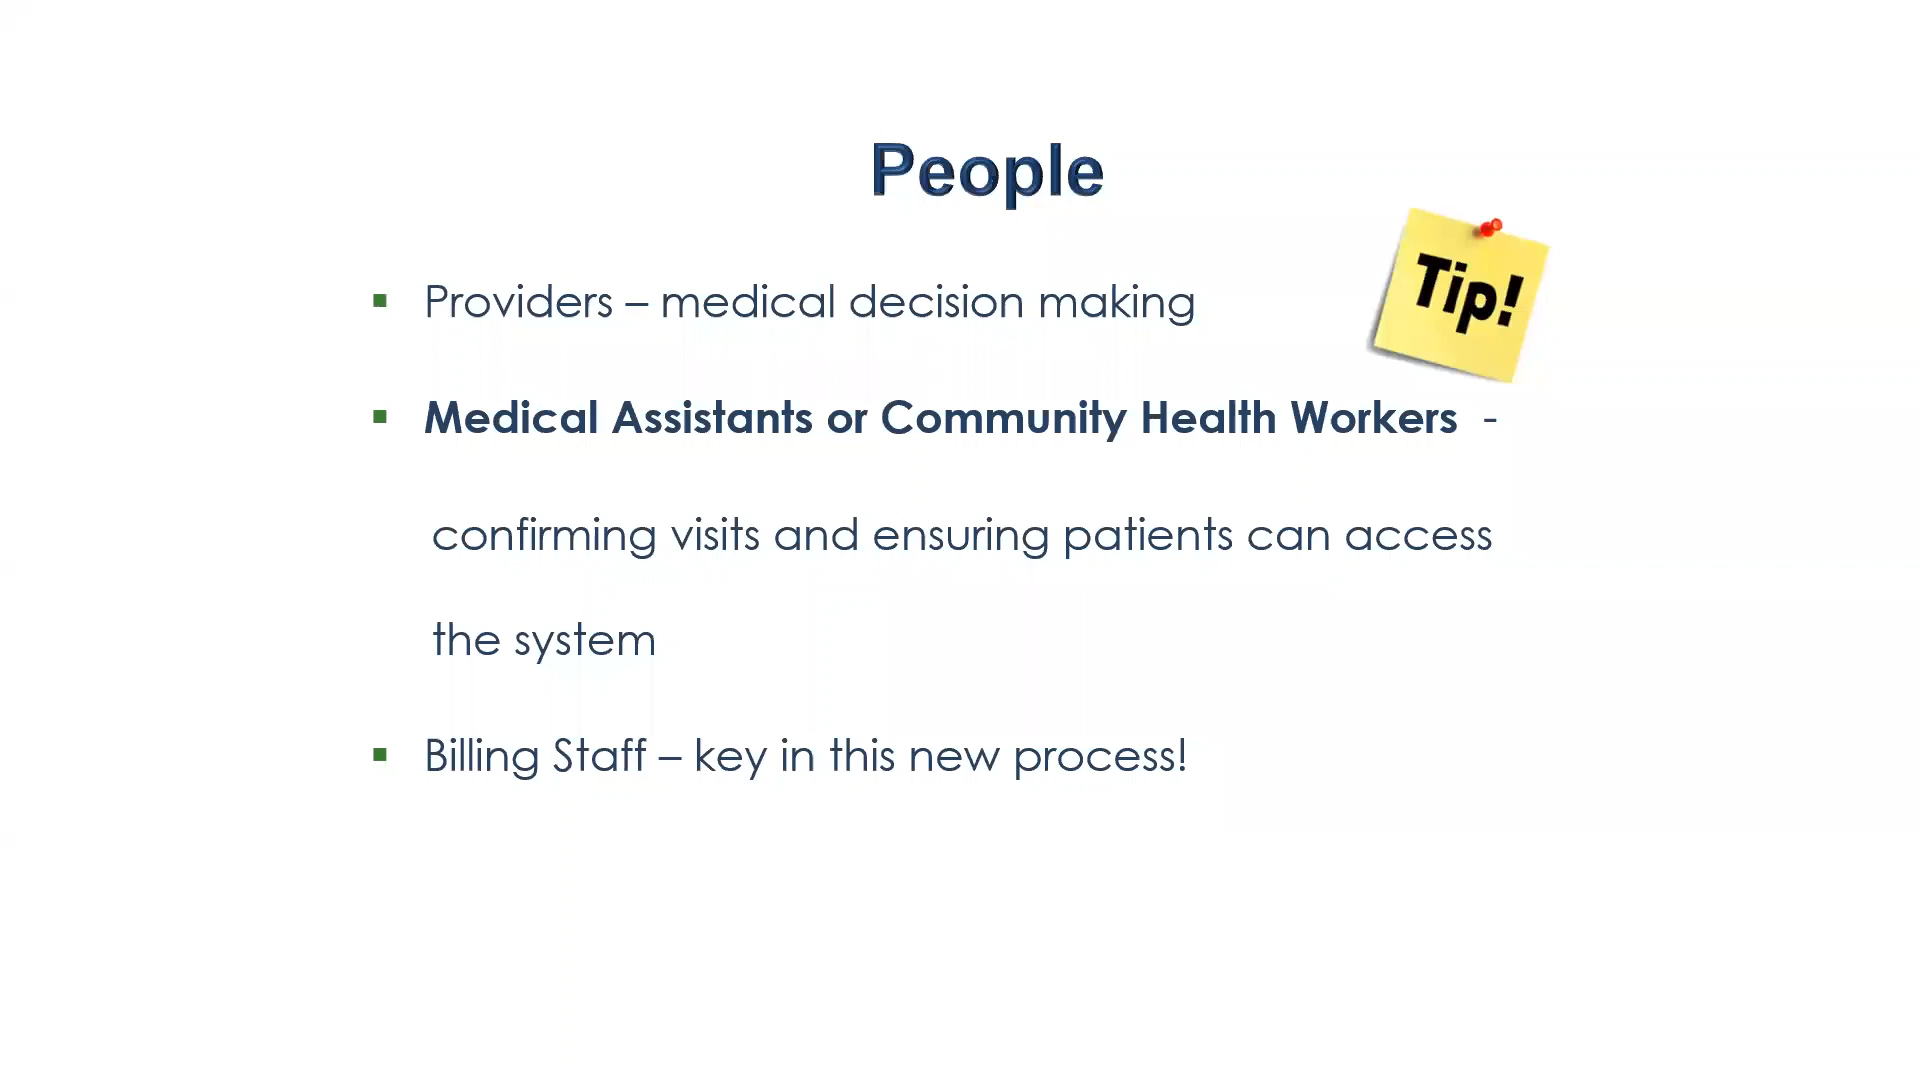 People
Tip!
▪ Providers – medical decision making
▪ Medical Assistants or Community Health Workers -
confirming visits and ensuring patients can access
the system
▪ Billing Staff – key in this new process!